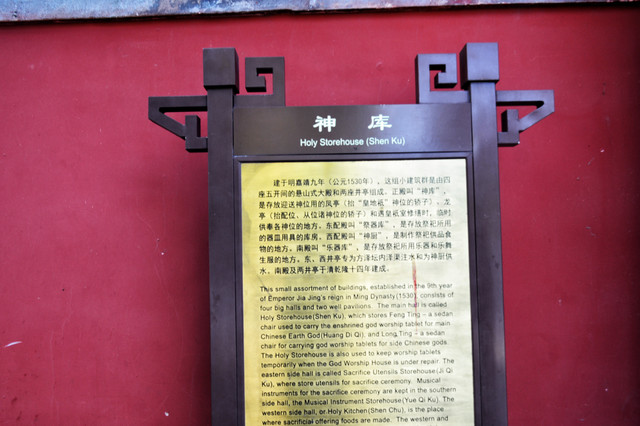 神 库
Holy Storehouse (Shen Ku)
建于明嘉靖九年（公元1530年），这组小建筑群是由四
座五开间的悬山式大殿和两座井亭组成。正殿叫“神库”，
是存放迎送神位用的凤亭（抬“皇地祇”神位的轿子）、龙
亭（抬配位、从位诸神位的轿子）和遇皇祇室修缮时，临时
供奉各神位的地方。东配殿叫“祭器库”，是存放祭祀所用
的器皿用具的库房。西配殿叫“神厨”，是制作祭祀供品食
物的地方。南殿叫“乐器库”，是存放祭祀所用乐器和乐舞
生服的地方。东、西井亭专为方泽坛内泽渠注水和为神厨供
水，南殿及两井亭于清乾隆十四年建成。
This small assortment of buildings, established in the 9th year
of Emperor Jia Jing's reign in Ming Dynasty(1530), consists of
four big halls and two well pavilions. The main hall is called
Holy Storehouse(Shen Ku), which stores Feng Ting – a sedan
chair used to carry the enshrined god worship tablet for main
Chinese Earth God(Huang Di Qi), and Long Ting – a sedan
chair for carrying god worship tablets for side Chinese gods.
The Holy Storehouse is also used to keep worship tablets
temporarily when the God Worship House is under repair. The
eastern side hall is called Sacrifice Utensils Storehouse(Ji Qi
Ku), where store utensils for sacrifice ceremony. Musical
instruments for the sacrifice ceremony are kept in the southern
side hall, the Musical Instrument Storehouse(Yue Qi Ku). The
western side hall, or Holy Kitchen(Shen Chu), is the place
where sacrificial offering foods are made. The western and